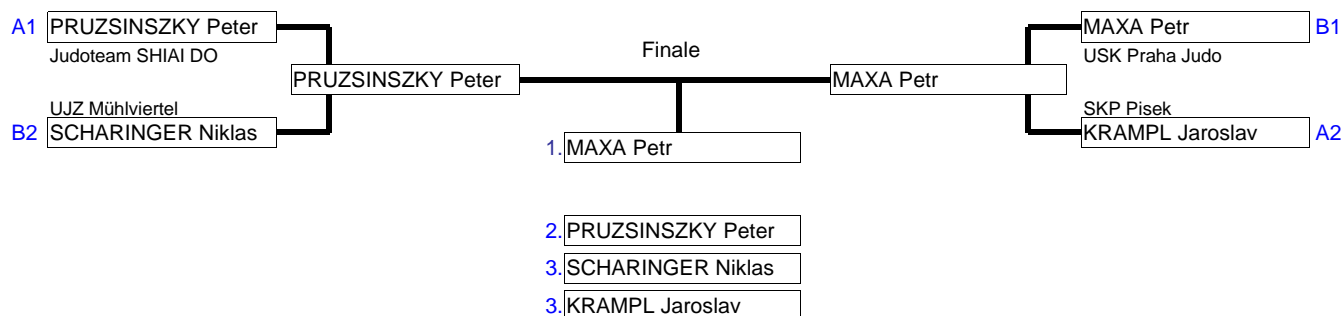 A1 PRUZSINSZKY Peter
Judoteam SHIAI DO
UJZ Mühlviertel
B2 SCHARINGER Niklas
PRUZSINSZKY Peter
Finale
MAXA Petr
MAXA Petr B1
USK Praha Judo
SKP Pisek
KRAMPL Jaroslav A2
1. MAXA Petr
2. PRUZSINSZKY Peter
3. SCHARINGER Niklas
3. KRAMPL Jaroslav